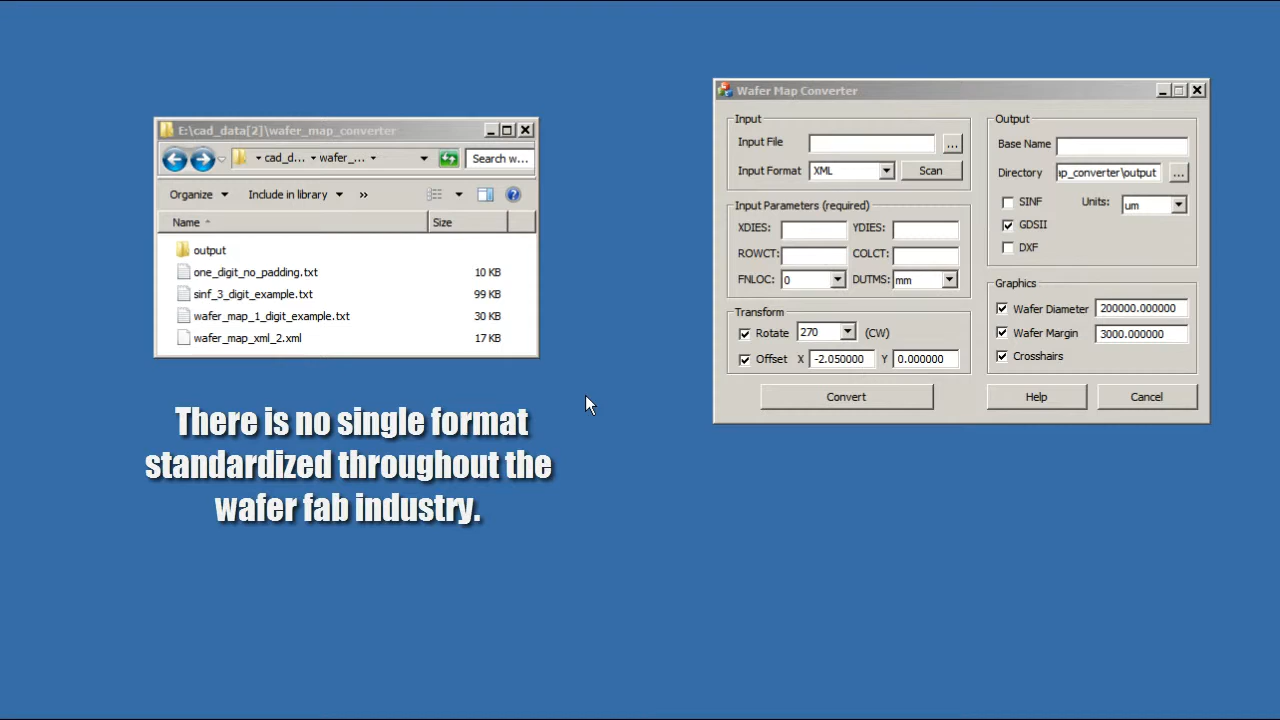 E:\cad_data[2]\wafer_map_converter
cad_d... wafer_... Search w...
Organize Include in library »
Name Size
output
one_digit_no_padding.txt 10 KB
sinf_3_digit_example.txt 99 KB
wafer_map_1_digit_example.txt 30 KB
wafer_map_xml_2.xml 17 KB
There is no single format
standardized throughout the
wafer fab industry.
Wafer Map Converter
Input
Input File ...
Input Format XML Scan
Input Parameters (required)
XDIES: YDIES:
ROWCT: COLCT:
FNLOC: 0 DUTMS: mm
Transform
Rotate 270 (CW)
Offset X -2.050000 Y 0.000000
Convert
Output
Base Name
Directory ap_converter\output ...
SINF Units: um
GDSII
DXF
Graphics
Wafer Diameter 200000.000000
Wafer Margin 3000.000000
Crosshairs
Help Cancel